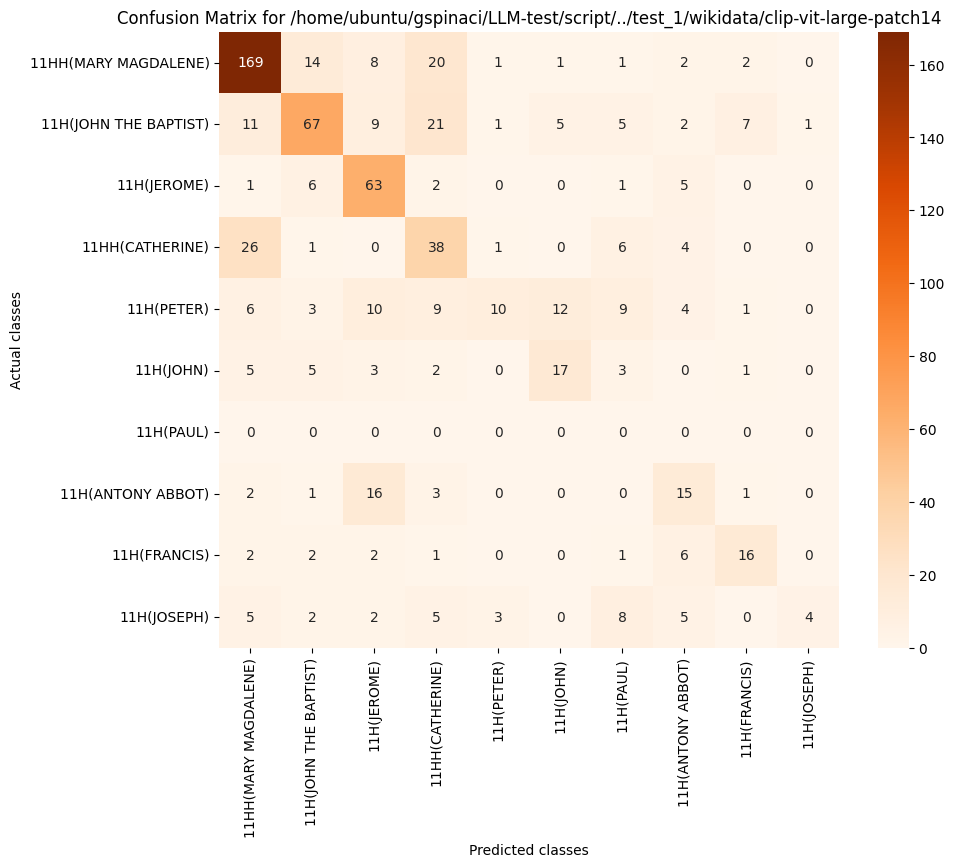 Confusion Matrix for /home/ubuntu/gspinaci/LLM-test/script/../test_1/wikidata/clip-vit-large-patch14
11HH(MARY MAGDALENE) 169 14 8 20 1 1 1 2 2 0
11H(JOHN THE BAPTIST) 11 67 9 21 1 5 5 2 7 1
11H(JEROME) 1 6 63 2 0 0 1 5 0 0
11HH(CATHERINE) 26 1 0 38 1 0 6 4 0 0
11H(PETER) 6 3 10 9 10 12 9 4 1 0
11H(JOHN) 5 5 3 2 0 17 3 0 1 0
11H(PAUL) 0 0 0 0 0 0 0 0 0 0
11H(ANTONY ABBOT) 2 1 16 3 0 0 0 15 1 0
11H(FRANCIS) 2 2 2 1 0 0 1 6 16 0
11H(JOSEPH) 5 2 2 5 3 0 8 5 0 4
Actual classes
11HH(MARY MAGDALENE)
11H(JOHN THE BAPTIST)
11H(JEROME)
11HH(CATHERINE)
11H(PETER)
11H(JOHN)
11H(PAUL)
11H(ANTONY ABBOT)
11H(FRANCIS)
11H(JOSEPH)
Predicted classes
160
140
120
100
80
60
40
20
0